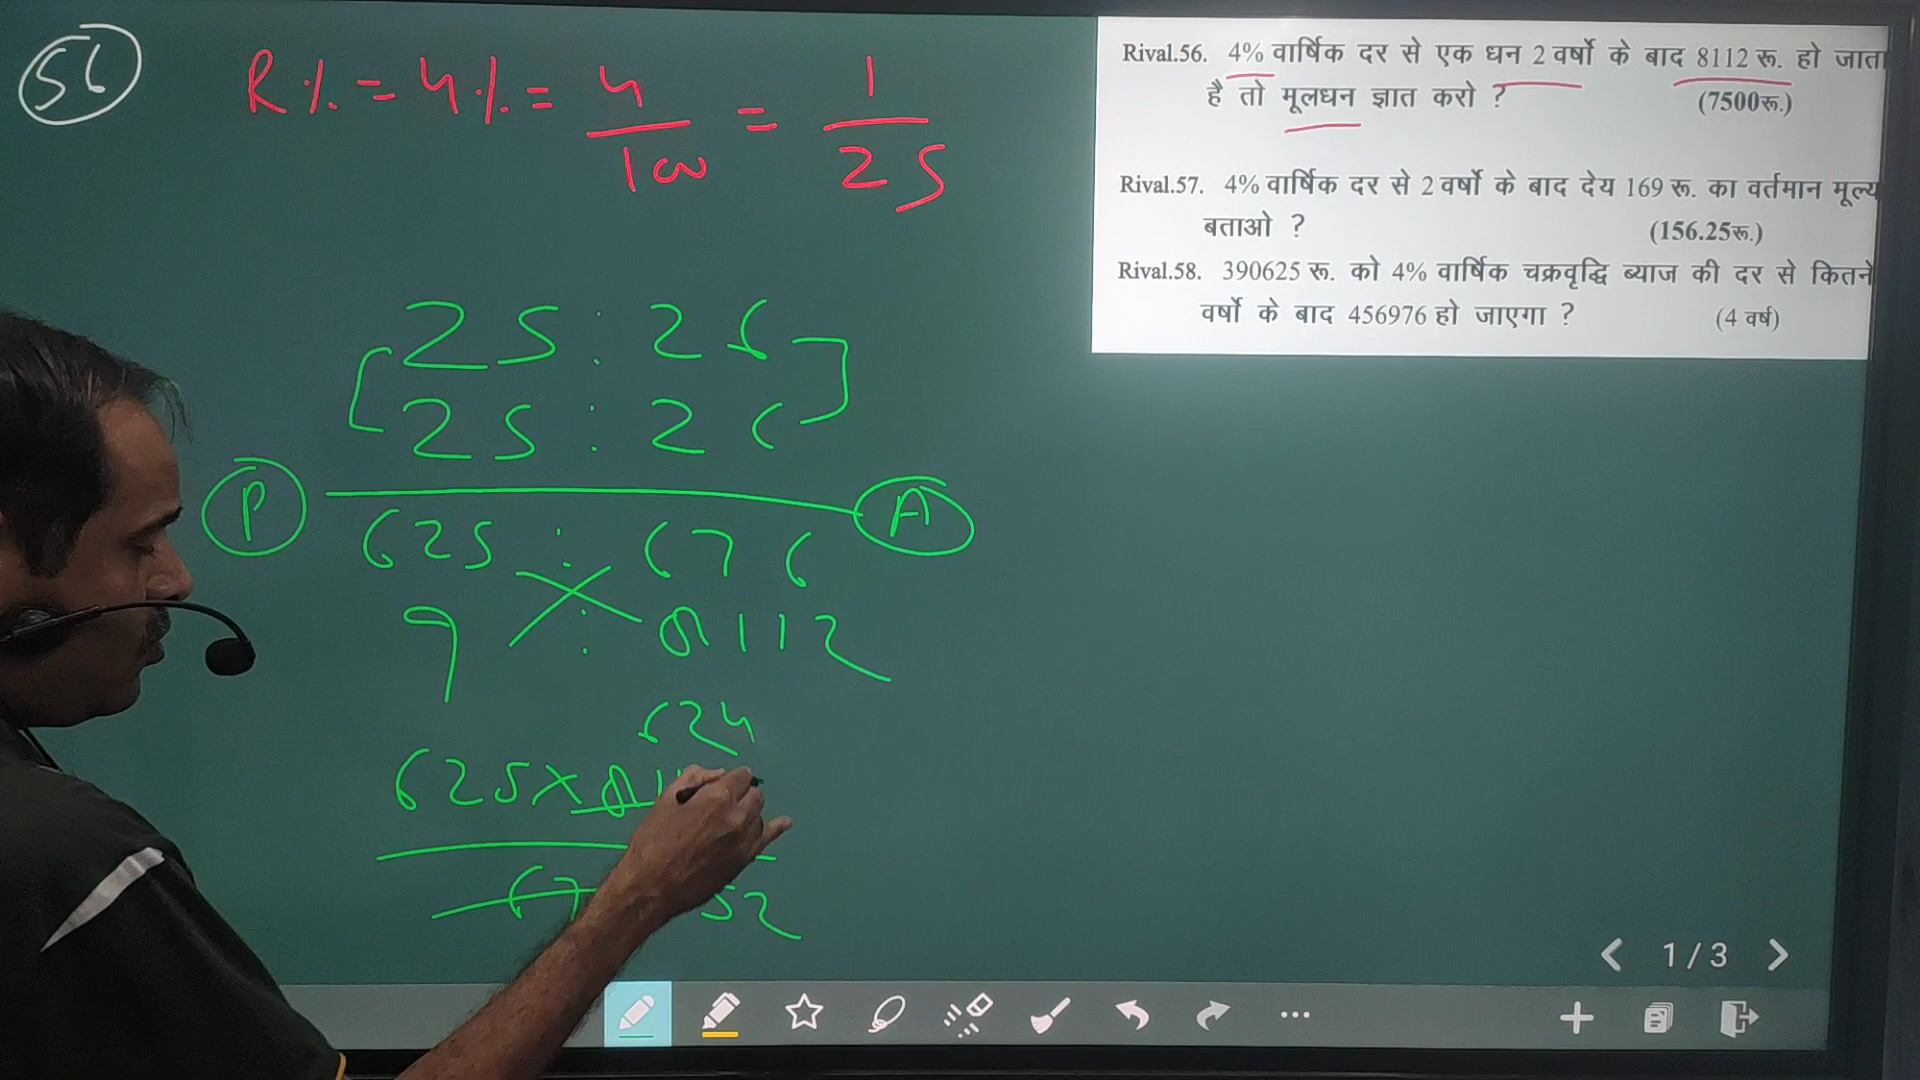 56
R% = 4% = 4/100 = 1/25
25 : 26
25 : 26
P
A
625 : 676
? : 8112
624
625×81
52
Rival.56. 4% वार्षिक दर से एक धन 2 वर्षो के बाद 8112 रू. हो जाता
है तो मूलधन ज्ञात करो ? (7500रू.)
Rival.57. 4% वार्षिक दर से 2 वर्षो के बाद देय 169 रू. का वर्तमान मूल्य
बताओ ? (156.25रू.)
Rival.58. 390625 रू. को 4% वार्षिक चक्रवृद्धि ब्याज की दर से कितने
वर्षो के बाद 456976 हो जाएगा ? (4 वर्ष)
1 / 3